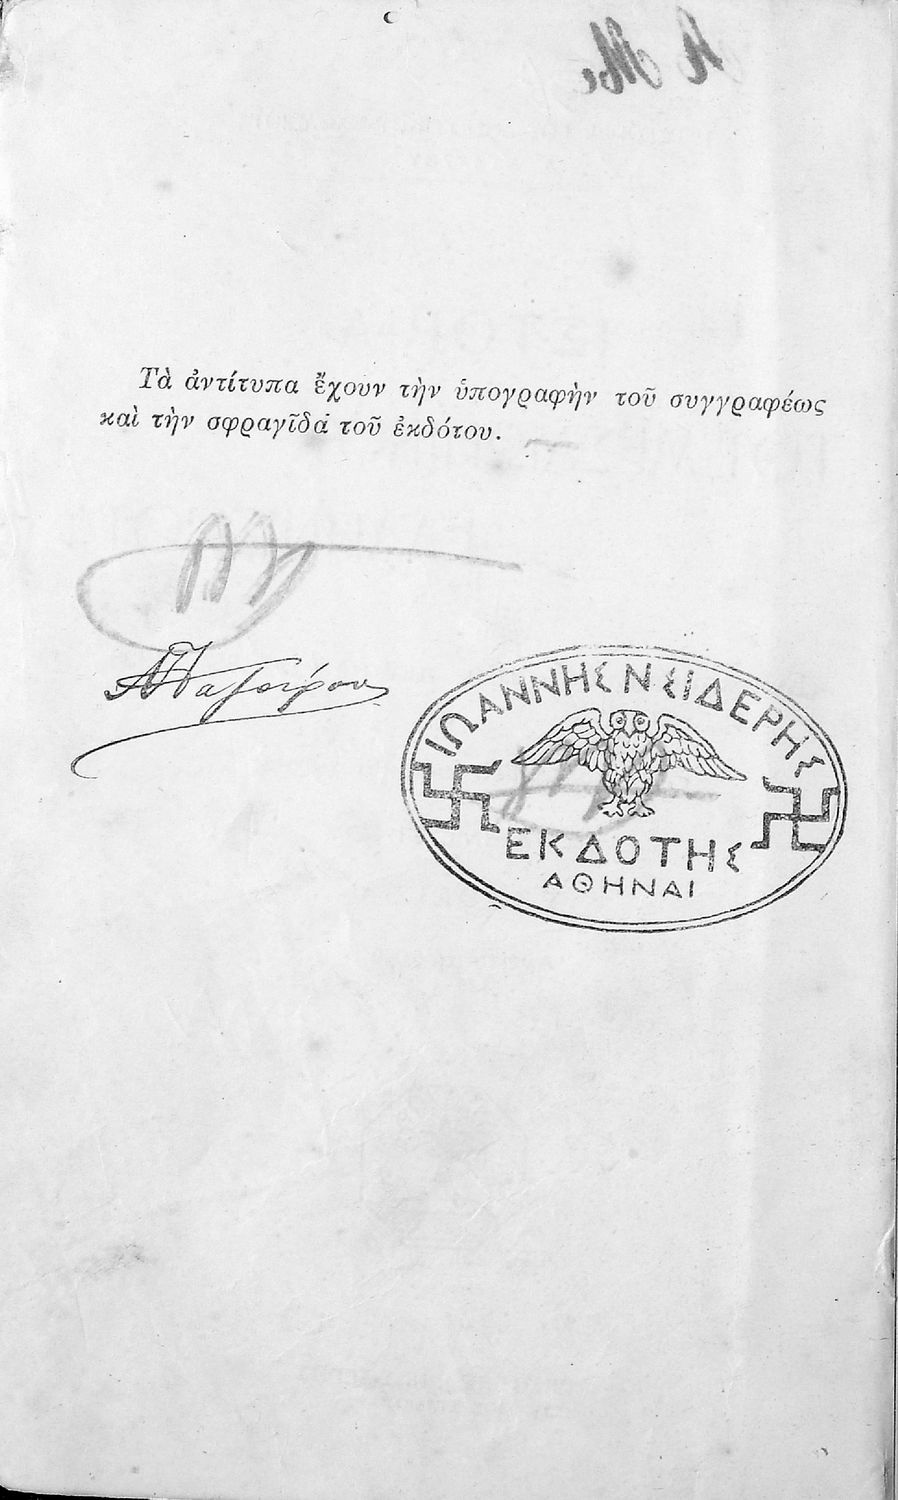 Τὰ ἀντίτυπα ἔχουν τὴν ὑπογραφὴν τοῦ συγγραφέως
καὶ τὴν σφραγῖδα τοῦ ἐκδότου.
ΙΩΑΝΝΗΣ Ν ΣΙΔΕΡΗΣ
ΕΚΔΟΤΗΣ
ΑΘΗΝΑΙ